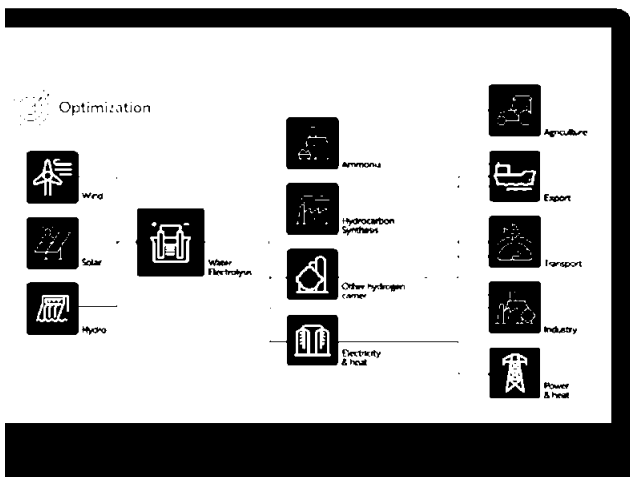 Optimization
Wind
Solar
Hydro
Water
Electrolysis
Ammonia
Hydrocarbon
Synthesis
Other hydrogen
carrier
Electricity
& heat
Agriculture
Export
Transport
Industry
Power
& heat